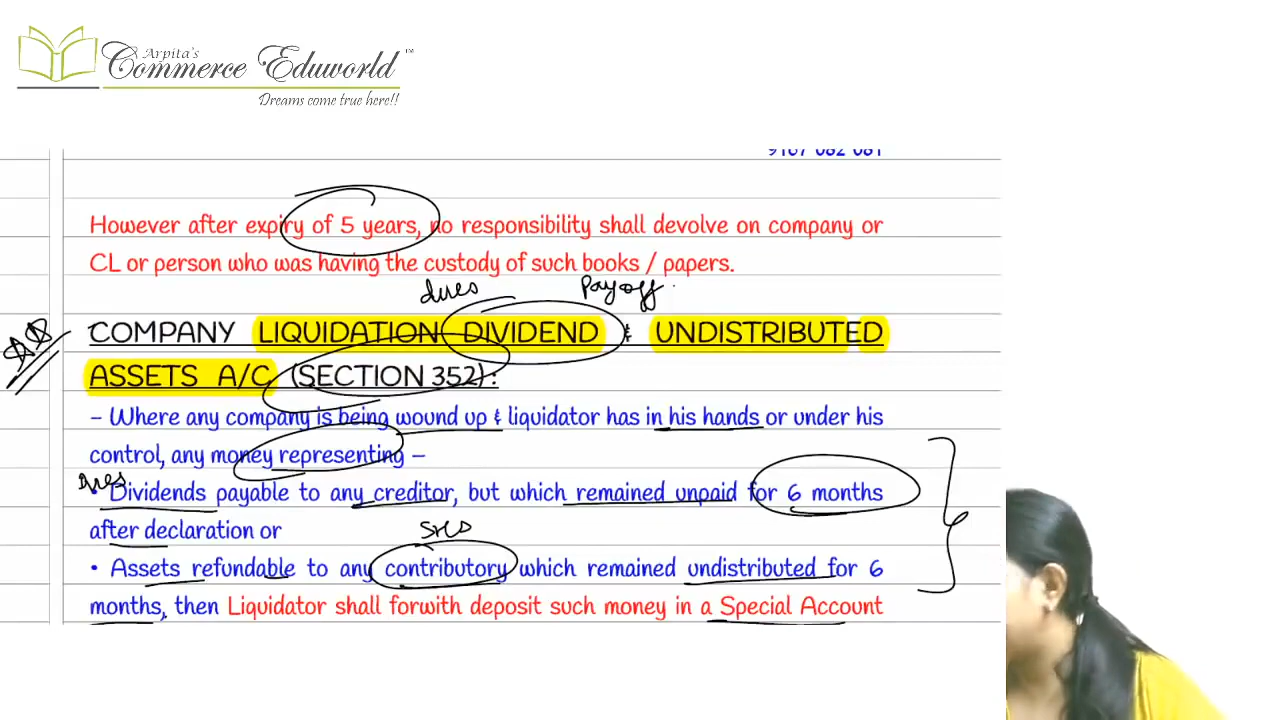 Arpita's
Commerce Eduworld™
Dreams come true here!!
However after expiry of 5 years, no responsibility shall devolve on company or
CL or person who was having the custody of such books / papers.
dues payoff
COMPANY LIQUIDATION DIVIDEND & UNDISTRIBUTED
ASSETS A/C (SECTION 352):
– Where any company is being wound up & liquidator has in his hands or under his
control, any money representing –
dues
• Dividends payable to any creditor, but which remained unpaid for 6 months
after declaration or
• Assets refundable to any contributory which remained undistributed for 6
months, then Liquidator shall forwith deposit such money in a Special Account